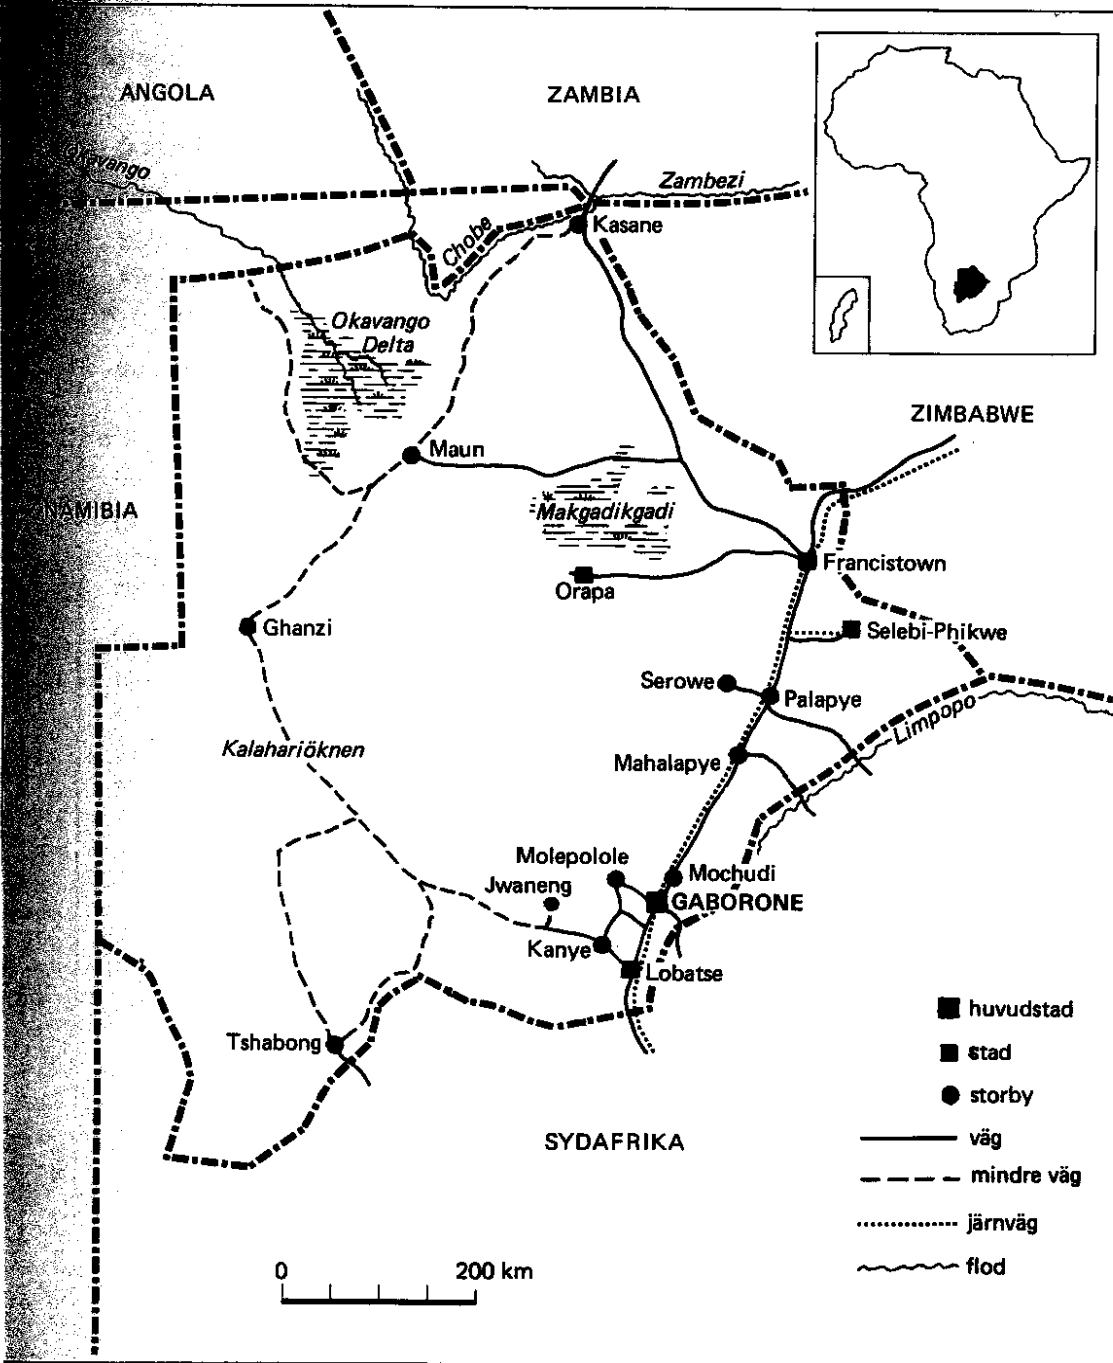 ANGOLA
ZAMBIA
Okavango
Zambezi
Chobe
Kasane
Okavango
Delta
ZIMBABWE
Maun
NAMIBIA
Makgadikgadi
Francistown
Orapa
Ghanzi
Selebi-Phikwe
Serowe
Palapye
Limpopo
Kalahariöknen
Mahalapye
Molepolole
Mochudi
Jwaneng
GABORONE
Kanye
Lobatse
Tshabong
SYDAFRIKA
huvudstad
stad
storby
väg
mindre väg
järnväg
flod
0 200 km